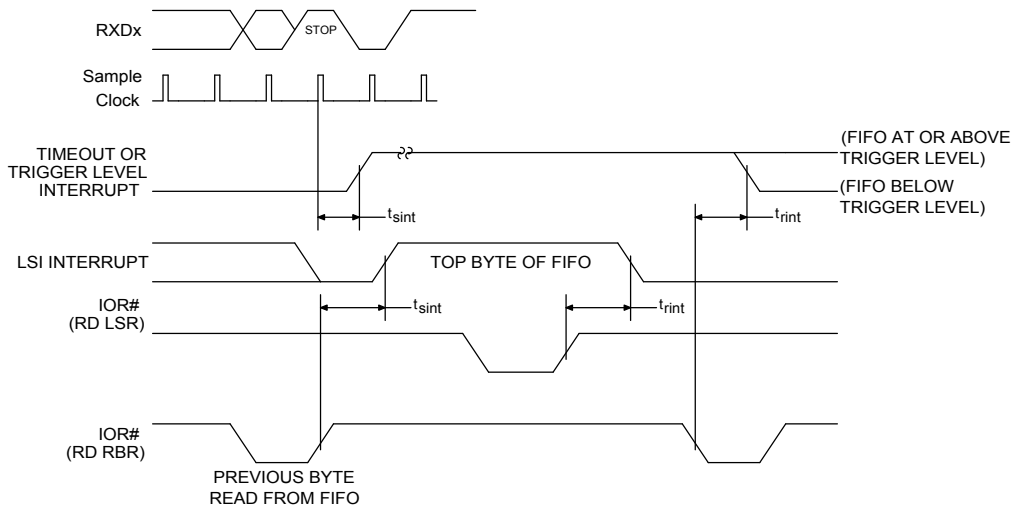 RXDx
STOP
Sample
Clock
TIMEOUT OR
TRIGGER LEVEL
INTERRUPT
(FIFO AT OR ABOVE
TRIGGER LEVEL)
(FIFO BELOW
TRIGGER LEVEL)
tsint
trint
LSI INTERRUPT
TOP BYTE OF FIFO
IOR#
(RD LSR)
tsint
trint
IOR#
(RD RBR)
PREVIOUS BYTE
READ FROM FIFO